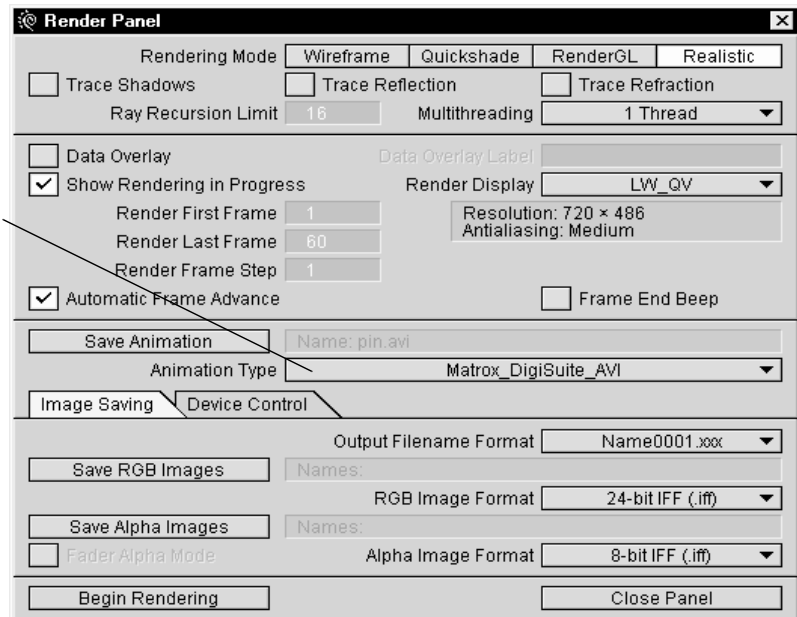 Render Panel
Rendering Mode Wireframe Quickshade RenderGL Realistic
Trace Shadows Trace Reflection Trace Refraction
Ray Recursion Limit 16 Multithreading 1 Thread
Data Overlay Data Overlay Label
Show Rendering in Progress Render Display LW_QV
Render First Frame 1 Resolution: 720 × 486
Antialiasing: Medium
Render Last Frame 60
Render Frame Step 1
Automatic Frame Advance Frame End Beep
Save Animation Name: pin.avi
Animation Type Matrox_DigiSuite_AVI
Image Saving Device Control
Output Filename Format Name0001.xxx
Save RGB Images Names:
RGB Image Format 24-bit IFF (.iff)
Save Alpha Images Names:
Fader Alpha Mode Alpha Image Format 8-bit IFF (.iff)
Begin Rendering Close Panel